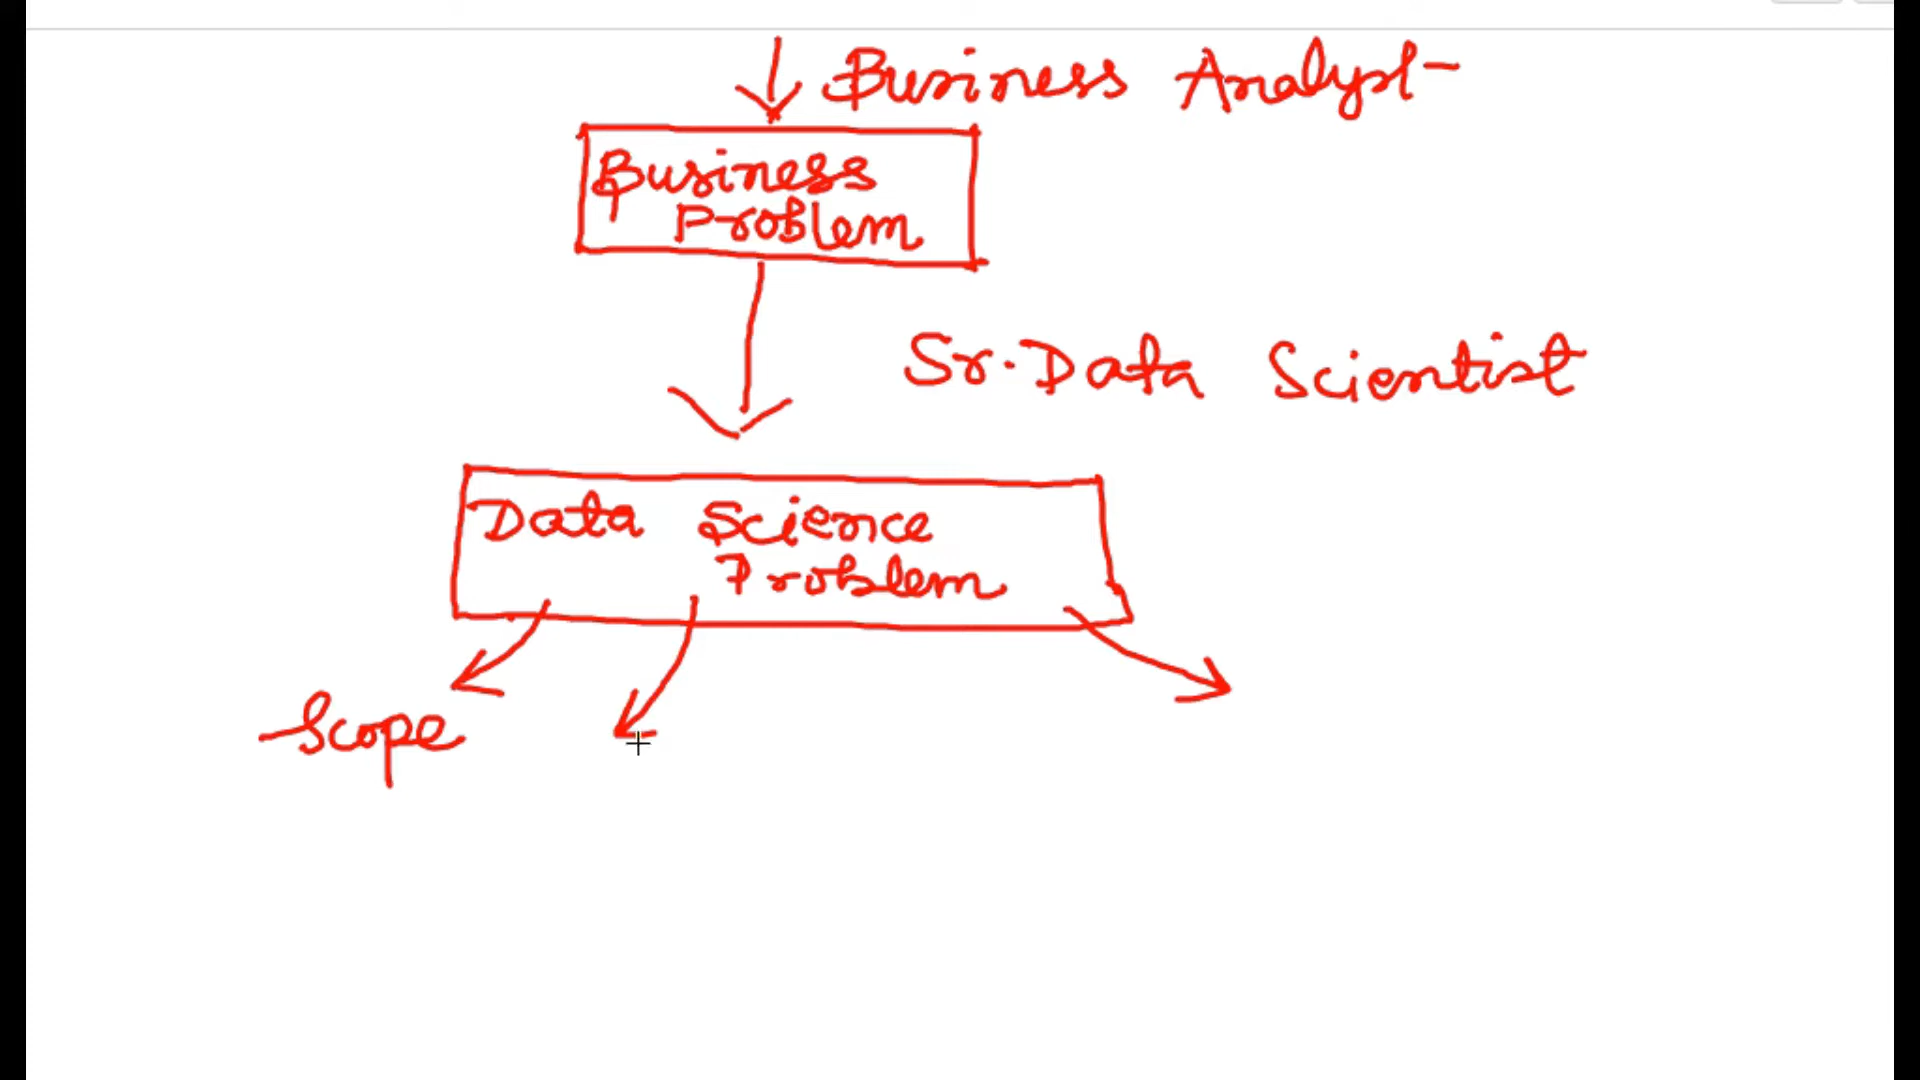 Business Analyst
Business
Problem
Sr. Data Scientist
Data Science
Problem
Scope